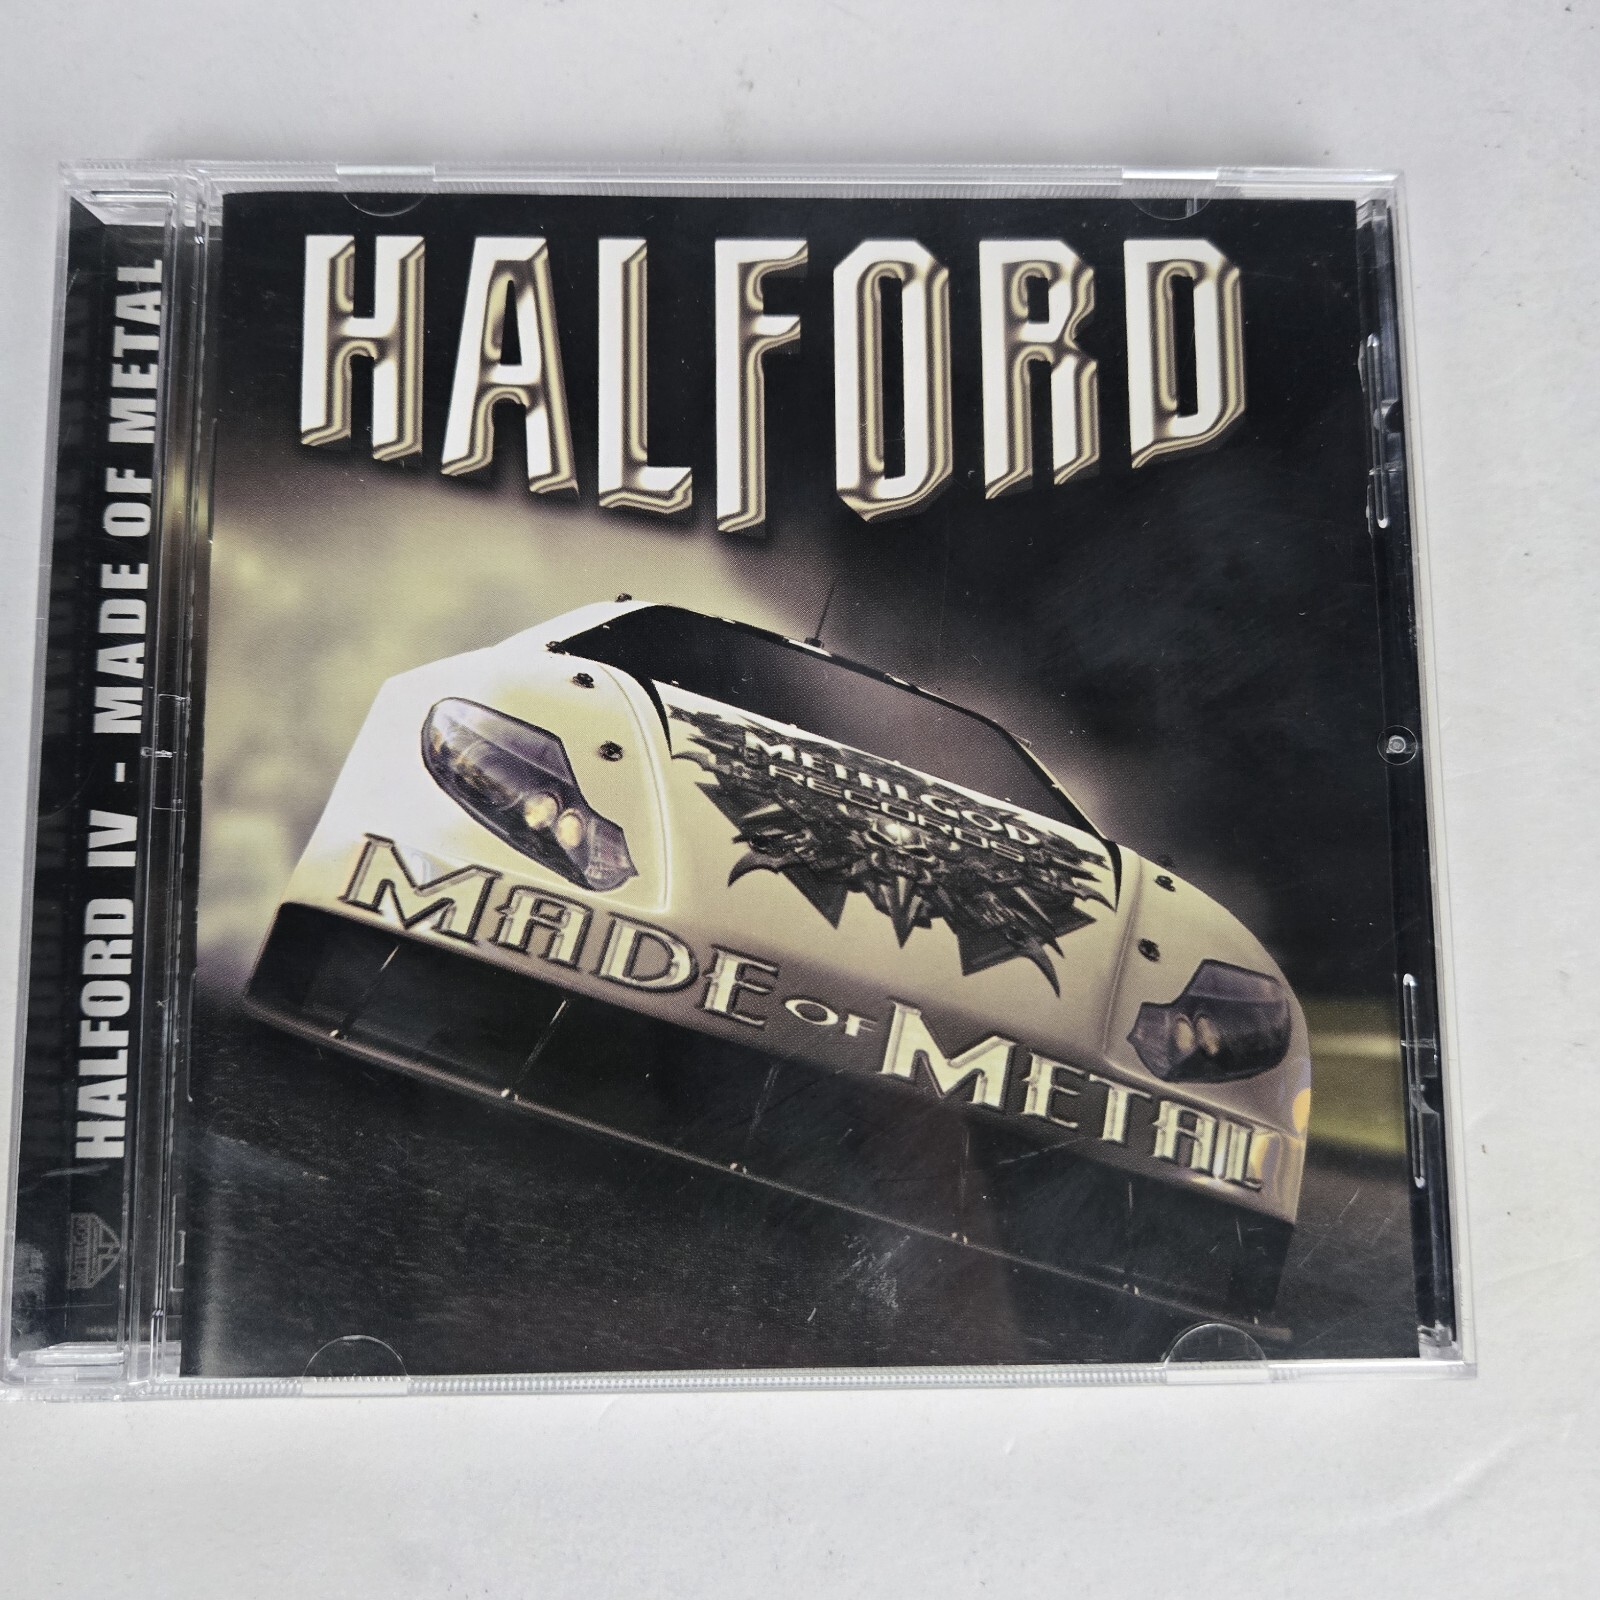 HALFORD
METAL GOD
RECORDS
MADE OF METAL
HALFORD IV - MADE OF METAL